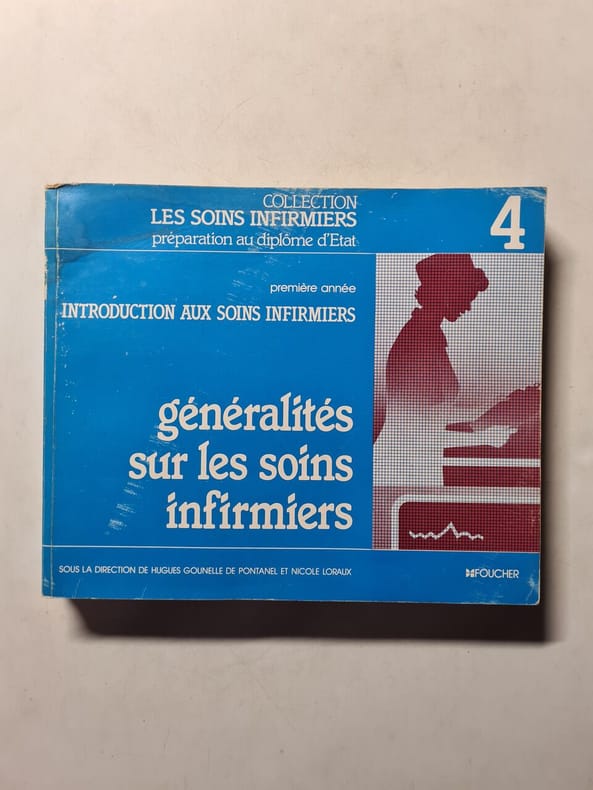 COLLECTION
LES SOINS INFIRMIERS
préparation au diplôme d'Etat
4
première année
INTRODUCTION AUX SOINS INFIRMIERS
généralités
sur les soins
infirmiers
SOUS LA DIRECTION DE HUGUES GOUNELLE DE PONTANEL ET NICOLE LORAUX
FOUCHER